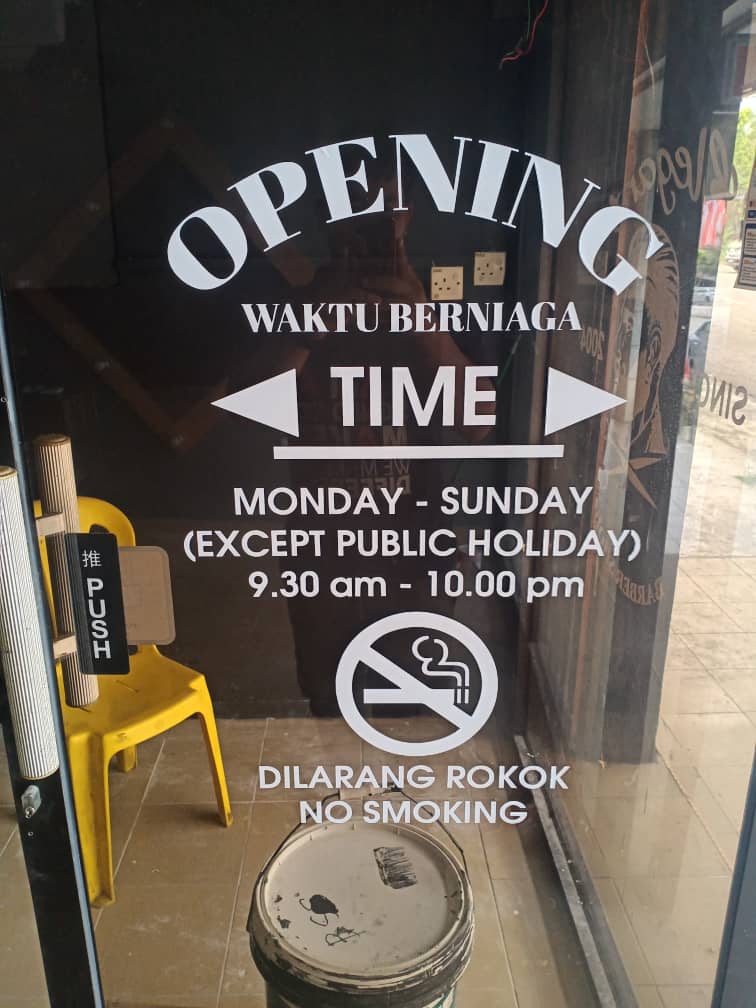 OPENING
WAKTU BERNIAGA
TIME
MONDAY - SUNDAY
(EXCEPT PUBLIC HOLIDAY)
9.30 am - 10.00 pm
推
PUSH
DILARANG ROKOK
NO SMOKING
2004